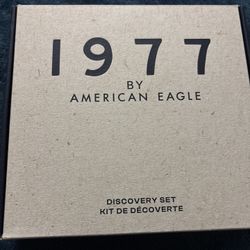 1977
BY
AMERICAN EAGLE
DISCOVERY SET
KIT DE DÉCOUVERTE